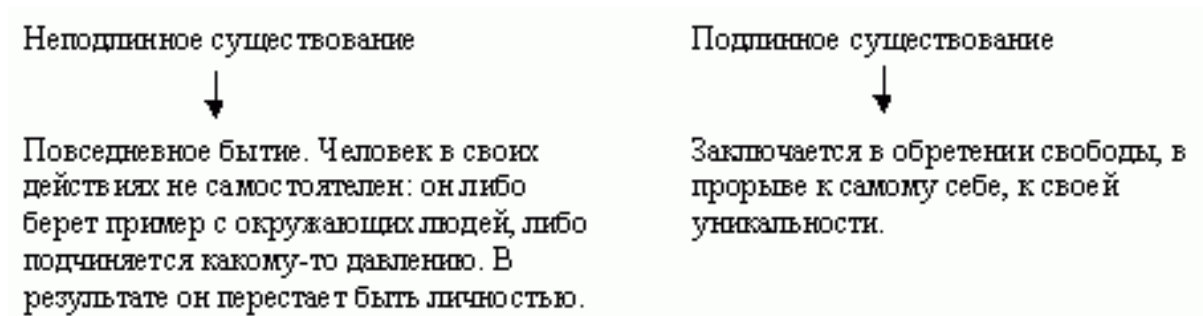 Неподлинное существование
Подлинное существование
Повседневное бытие. Человек в своих
действиях не самостоятелен: он либо
берет пример с окружающих людей, либо
подчиняется какому-то давлению. В
результате он перестает быть личностью.
Заключается в обретении свободы, в
прорыве к самому себе, к своей
уникальности.